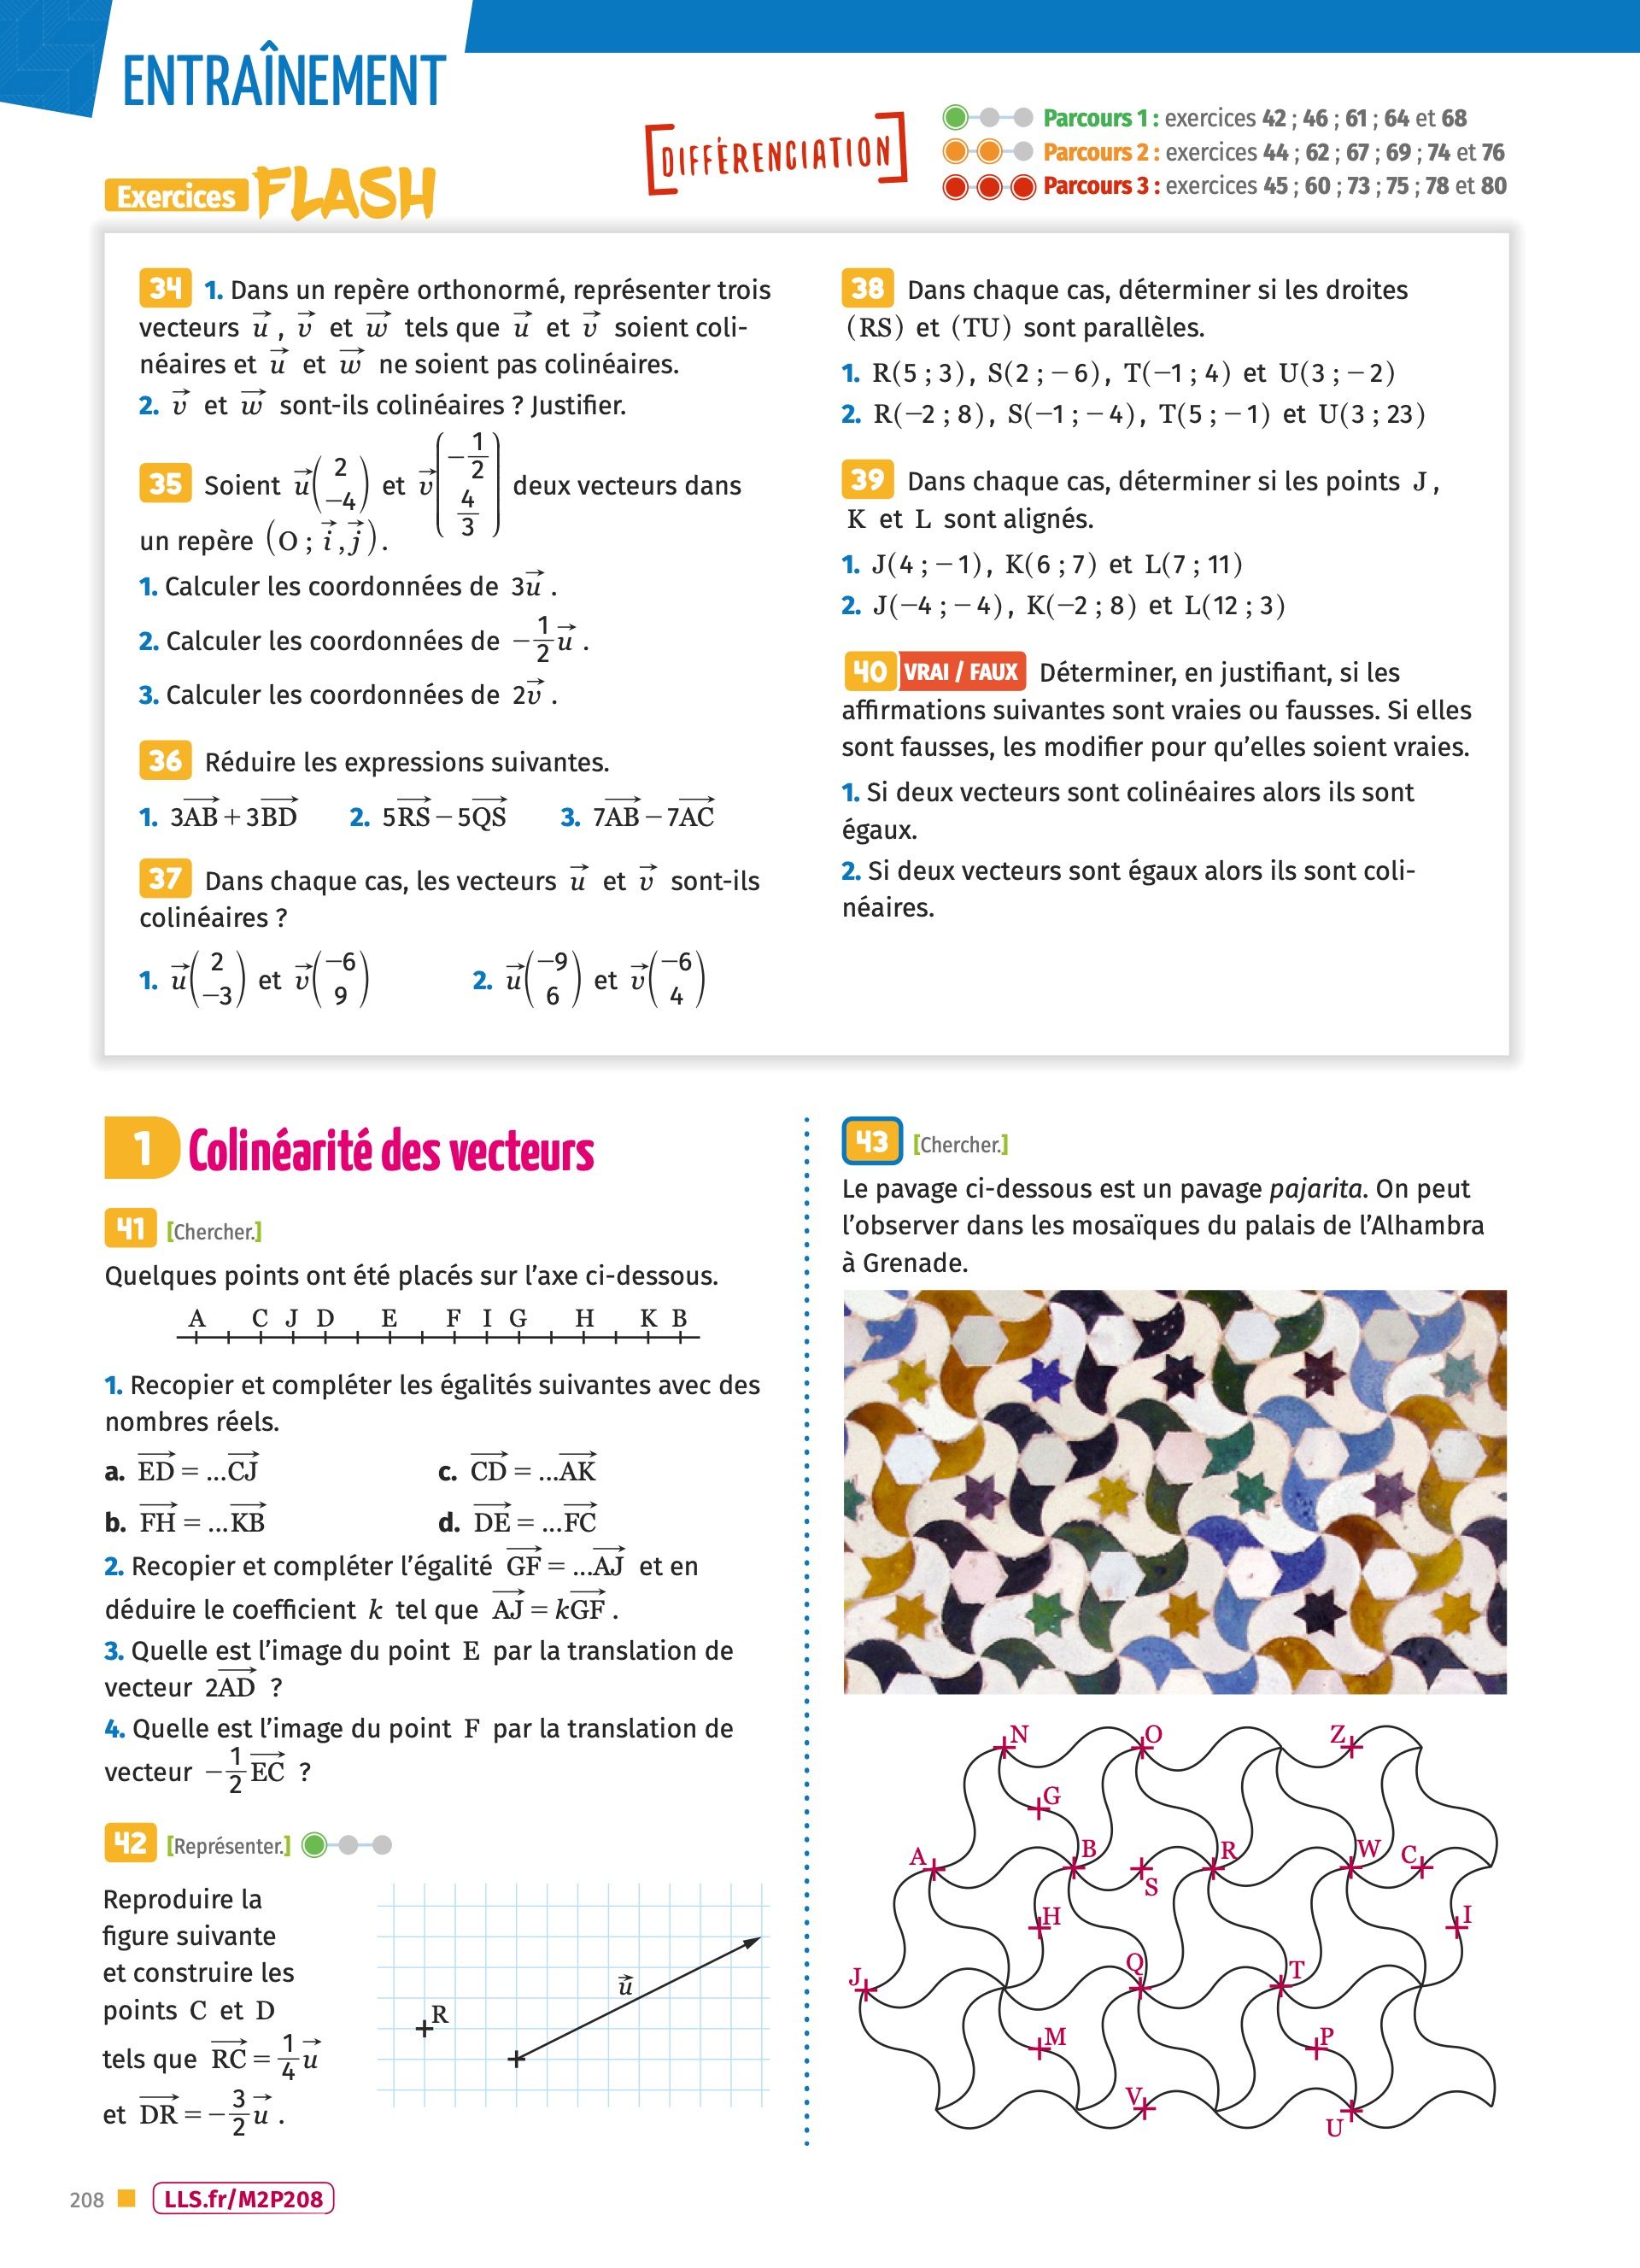 ENTRAÎNEMENT
DIFFÉRENCIATION
Parcours 1 : exercices 42 ; 46 ; 61 ; 64 et 68
Parcours 2 : exercices 44 ; 62 ; 67 ; 69 ; 74 et 76
Parcours 3 : exercices 45 ; 60 ; 73 ; 75 ; 78 et 80
Exercices FLASH
34 1. Dans un repère orthonormé, représenter trois
vecteurs \vec{u}, \vec{v} et \vec{w} tels que \vec{u} et \vec{v} soient coli-
néaires et \vec{u} et \vec{w} ne soient pas colinéaires.
2. \vec{v} et \vec{w} sont-ils colinéaires ? Justifier.
35 Soient \vec{u}\begin{pmatrix}2\\-4\end{pmatrix} et \vec{v}\begin{pmatrix}-\frac{1}{2}\\\frac{4}{3}\end{pmatrix} deux vecteurs dans
un repère (O ; \vec{i}, \vec{j}).
1. Calculer les coordonnées de 3\vec{u}.
2. Calculer les coordonnées de -\frac{1}{2}\vec{u}.
3. Calculer les coordonnées de 2\vec{v}.
36 Réduire les expressions suivantes.
1. 3\overrightarrow{AB} + 3\overrightarrow{BD} 2. 5\overrightarrow{RS} − 5\overrightarrow{QS} 3. 7\overrightarrow{AB} − 7\overrightarrow{AC}
37 Dans chaque cas, les vecteurs \vec{u} et \vec{v} sont-ils
colinéaires ?
1. \vec{u}\begin{pmatrix}2\\-3\end{pmatrix} et \vec{v}\begin{pmatrix}-6\\9\end{pmatrix} 2. \vec{u}\begin{pmatrix}-9\\6\end{pmatrix} et \vec{v}\begin{pmatrix}-6\\4\end{pmatrix}
38 Dans chaque cas, déterminer si les droites
(RS) et (TU) sont parallèles.
1. R(5 ; 3), S(2 ; −6), T(−1 ; 4) et U(3 ; −2)
2. R(−2 ; 8), S(−1 ; −4), T(5 ; −1) et U(3 ; 23)
39 Dans chaque cas, déterminer si les points J,
K et L sont alignés.
1. J(4 ; −1), K(6 ; 7) et L(7 ; 11)
2. J(−4 ; −4), K(−2 ; 8) et L(12 ; 3)
40 VRAI / FAUX Déterminer, en justifiant, si les
affirmations suivantes sont vraies ou fausses. Si elles
sont fausses, les modifier pour qu’elles soient vraies.
1. Si deux vecteurs sont colinéaires alors ils sont
égaux.
2. Si deux vecteurs sont égaux alors ils sont coli-
néaires.
1 Colinéarité des vecteurs
41 [Chercher.]
Quelques points ont été placés sur l’axe ci-dessous.
A C J D E F I G H K B
1. Recopier et compléter les égalités suivantes avec des
nombres réels.
a. \overrightarrow{ED} = ...\overrightarrow{CJ} c. \overrightarrow{CD} = ...\overrightarrow{AK}
b. \overrightarrow{FH} = ...\overrightarrow{KB} d. \overrightarrow{DE} = ...\overrightarrow{FC}
2. Recopier et compléter l’égalité \overrightarrow{GF} = ...\overrightarrow{AJ} et en
déduire le coefficient k tel que \overrightarrow{AJ} = k\overrightarrow{GF}.
3. Quelle est l’image du point E par la translation de
vecteur 2\overrightarrow{AD} ?
4. Quelle est l’image du point F par la translation de
vecteur -\frac{1}{2}\overrightarrow{EC} ?
42 [Représenter.]
Reproduire la
figure suivante
et construire les
points C et D
tels que \overrightarrow{RC} = \frac{1}{4}\vec{u}
et \overrightarrow{DR} = -\frac{3}{2}\vec{u}.
\vec{u}
R
43 [Chercher.]
Le pavage ci-dessous est un pavage pajarita. On peut
l’observer dans les mosaïques du palais de l’Alhambra
à Grenade.
N O Z
G
A B R W C
S
H I
J Q T
M P
V
U
208 LLS.fr/M2P208